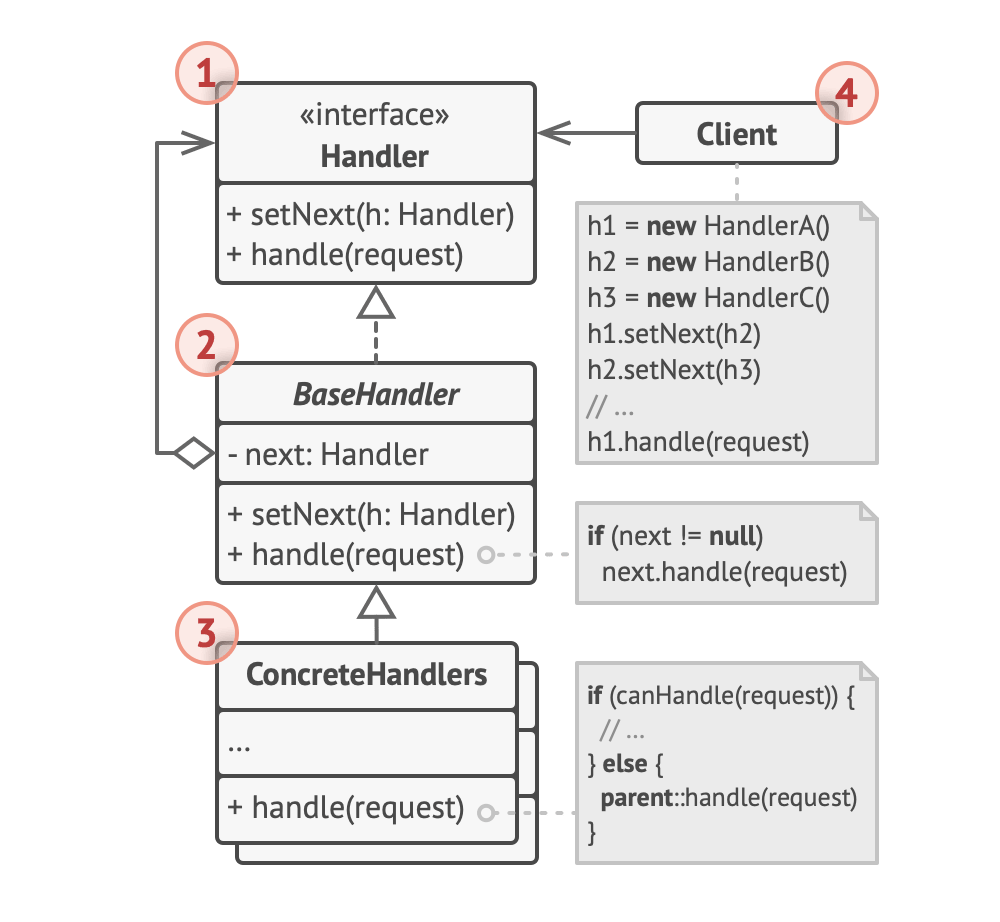 1
«interface»
Handler
+ setNext(h: Handler)
+ handle(request)
4
Client
h1 = new HandlerA()
h2 = new HandlerB()
h3 = new HandlerC()
h1.setNext(h2)
h2.setNext(h3)
// ...
h1.handle(request)
2
BaseHandler
- next: Handler
+ setNext(h: Handler)
+ handle(request)
if (next != null)
next.handle(request)
3
ConcreteHandlers
...
+ handle(request)
if (canHandle(request)) {
// ...
} else {
parent::handle(request)
}